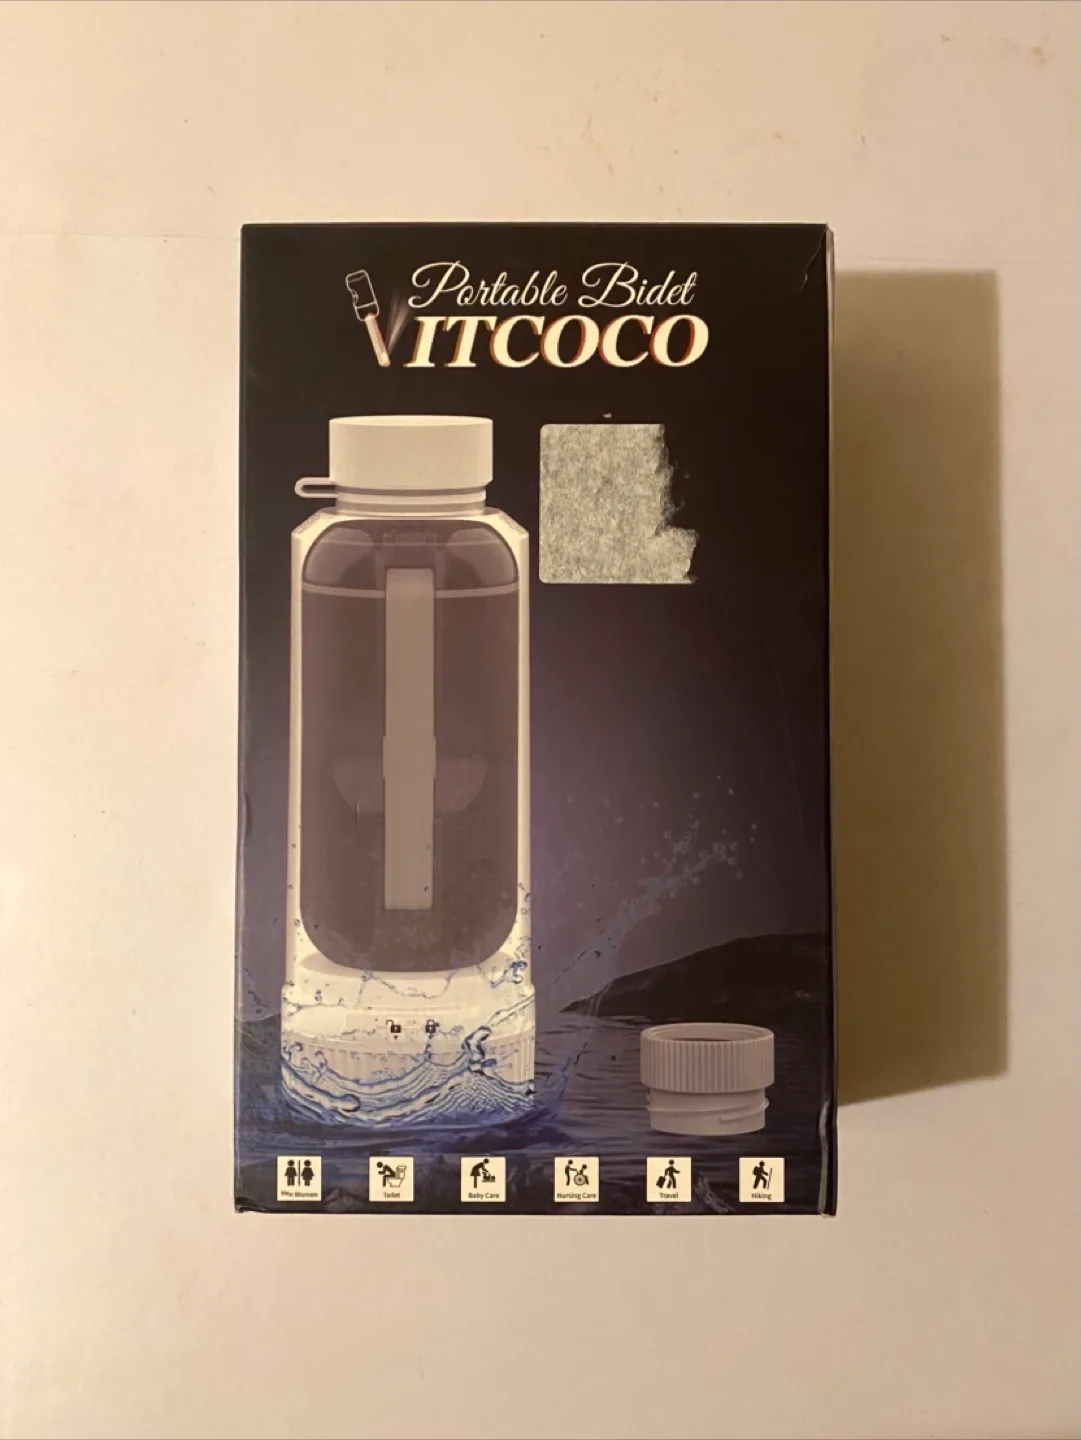 Portable Bidet
VITCOCO
Men Women
Toilet
Baby Care
Nursing Care
Travel
Hiking